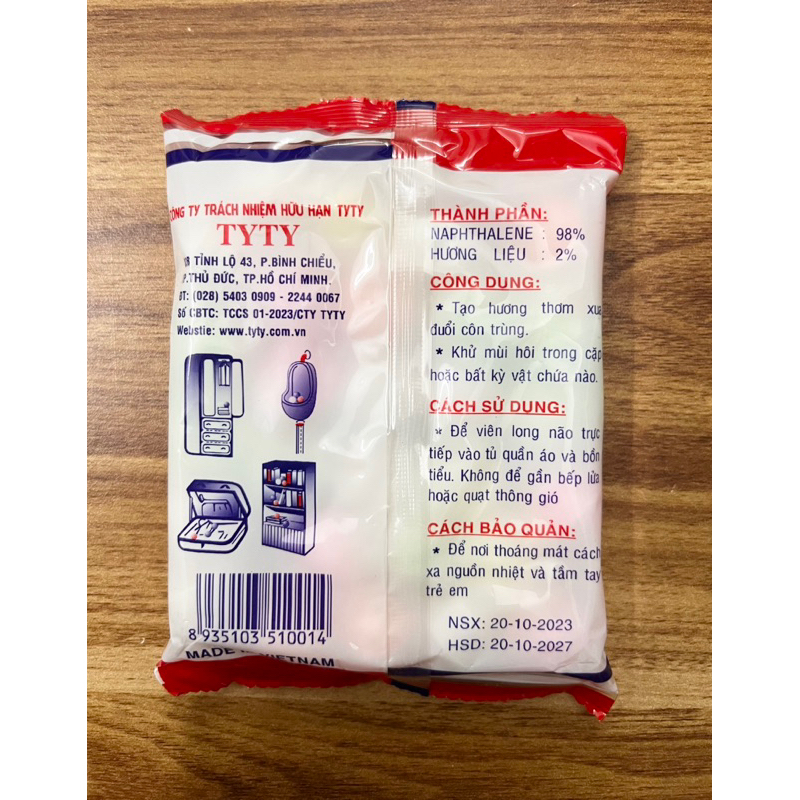 CÔNG TY TRÁCH NHIỆM HỮU HẠN TYTY
TYTY
18 TỈNH LỘ 43, P.BÌNH CHIỂU,
P.THỦ ĐỨC, TP.HỒ CHÍ MINH.
ĐT: (028) 5403 0909 - 2244 0067
Số CBTC: TCCS 01-2023/CTY TYTY
Webstie: www.tyty.com.vn
8 935103 510014
MADE IN VIETNAM
THÀNH PHẦN:
NAPHTHALENE : 98%
HƯƠNG LIỆU : 2%
CÔNG DỤNG:
* Tạo hương thơm xua
đuổi côn trùng.
* Khử mùi hôi trong cặp
hoặc bất kỳ vật chứa nào.
CÁCH SỬ DỤNG:
* Để viên long não trực
tiếp vào tủ quần áo và bồn
tiểu. Không để gần bếp lửa
hoặc quạt thông gió
CÁCH BẢO QUẢN:
* Để nơi thoáng mát cách
xa nguồn nhiệt và tầm tay
trẻ em
NSX: 20-10-2023
HSD: 20-10-2027